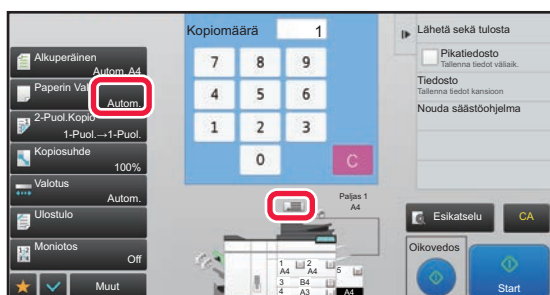 Alkuperäinen
Autom. A4
Paperin Val
Autom.
2-Puol.Kopio
1-Puol.→1-Puol.
Kopiosuhde
100%
Valotus
Autom.
Ulostulo
Moniotos
Off
Muut
Kopiomäärä 1
7 8 9
4 5 6
1 2 3
0 C
Paljas 1
A4
1 A4
2 A4
3 B4
4 A3
5 A4
Lähetä sekä tulosta
Pikatiedosto
Tallenna tiedot väliaik.
Tiedosto
Tallenna tiedot kansioon
Nouda säästöohjelma
Esikatselu CA
Oikovedos
Start